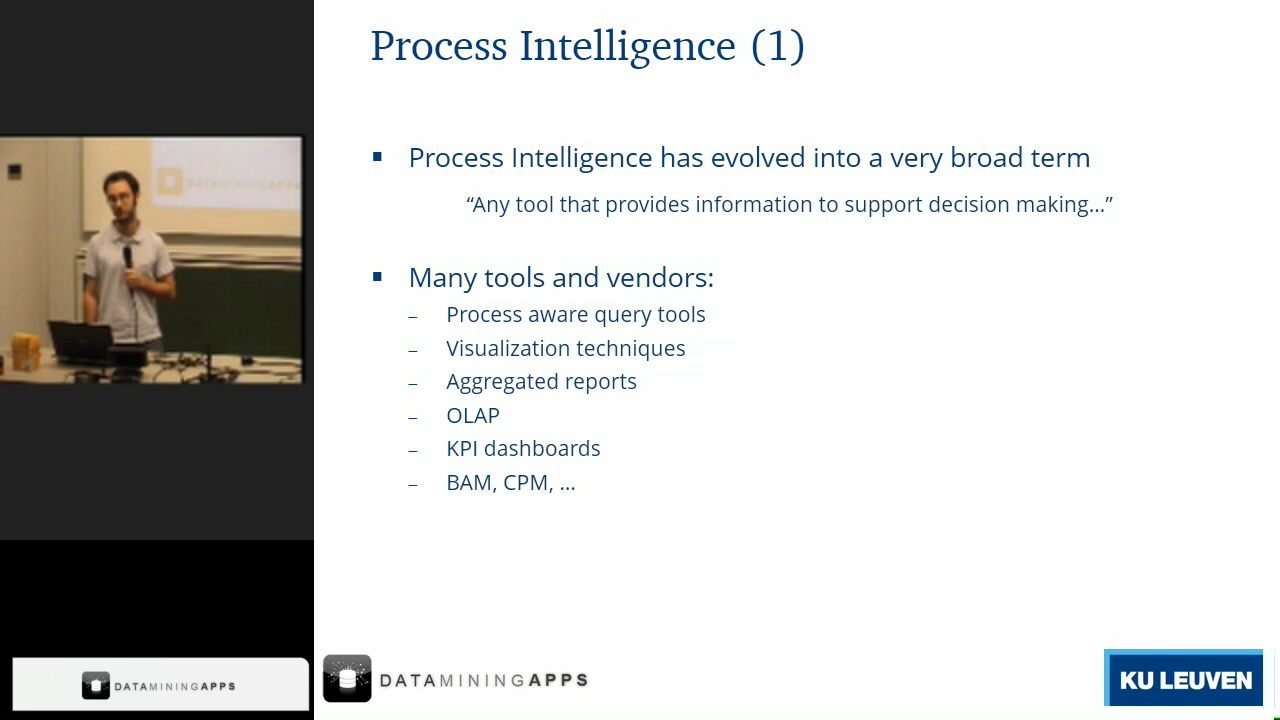 Process Intelligence (1)
▪ Process Intelligence has evolved into a very broad term
“Any tool that provides information to support decision making...”
▪ Many tools and vendors:
– Process aware query tools
– Visualization techniques
– Aggregated reports
– OLAP
– KPI dashboards
– BAM, CPM, ...
DATAMININGAPPS
DATAMININGAPPS
DATAMININGAPPS
KU LEUVEN